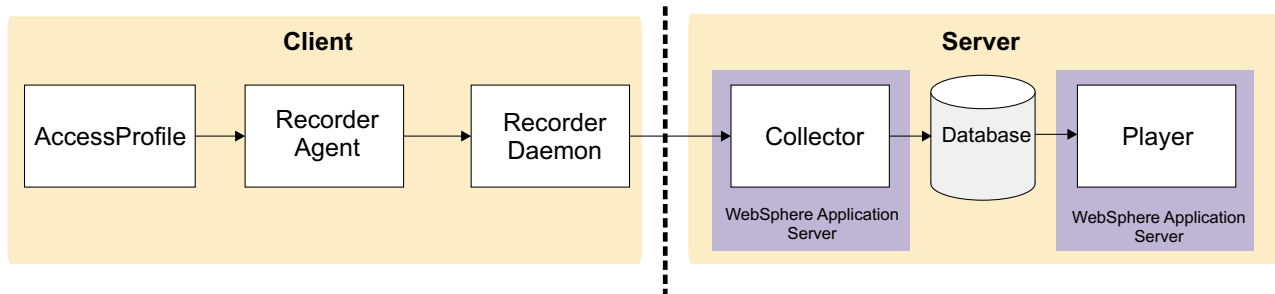 Client
Server
AccessProfile
Recorder
Agent
Recorder
Daemon
Collector
Database
Player
WebSphere Application
Server
WebSphere Application
Server